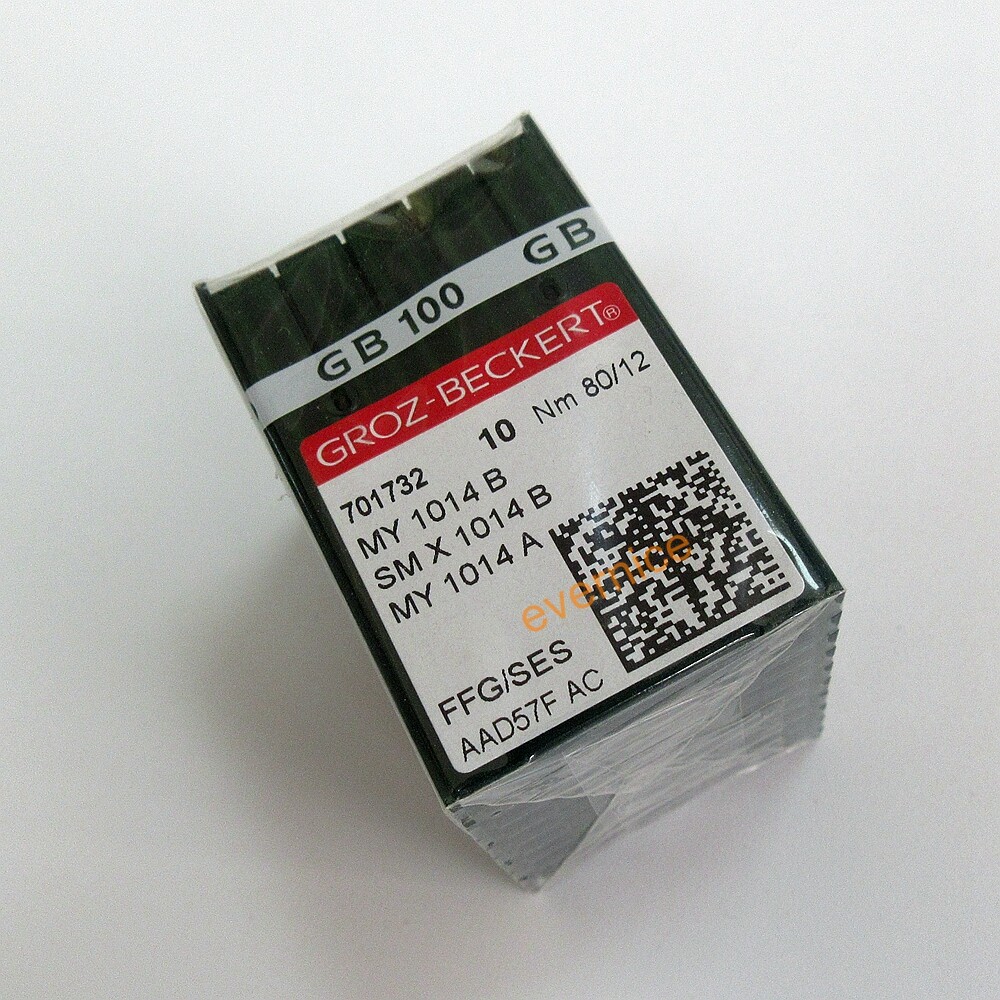 GB 100 GB
GROZ-BECKERT®
701732 10 Nm 80/12
MY 1014 B
SM X 1014 B
MY 1014 A
evernice
FFG/SES
AAD57F AC